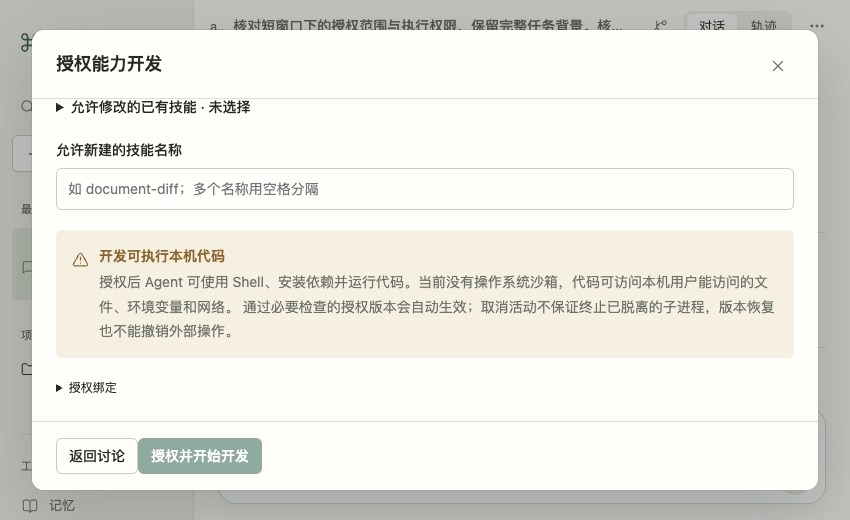 a.. 核对短窗口下的授权范围与执行权限，保留完整任务背景。核...
对话
轨迹
授权能力开发
允许修改的已有技能 · 未选择
允许新建的技能名称
如 document-diff；多个名称用空格分隔
开发可执行本机代码
授权后 Agent 可使用 Shell、安装依赖并运行代码。当前没有操作系统沙箱，代码可访问本机用户能访问的文
件、环境变量和网络。 通过必要检查的授权版本会自动生效；取消活动不保证终止已脱离的子进程，版本恢复
也不能撤销外部操作。
授权绑定
返回讨论
授权并开始开发
最
项
工
记忆